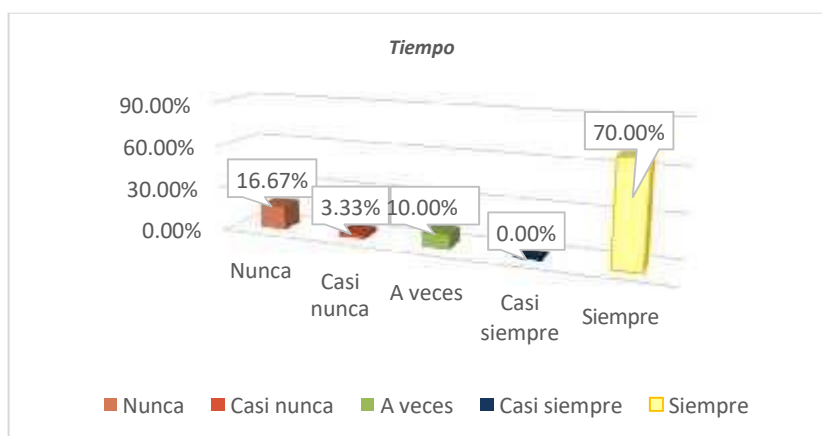 Tiempo
90.00%
60.00%
30.00%
0.00%
16.67%
3.33%
10.00%
0.00%
70.00%
Nunca
Casi
nunca
A veces
Casi
siempre
Siempre
Nunca Casi nunca A veces Casi siempre Siempre